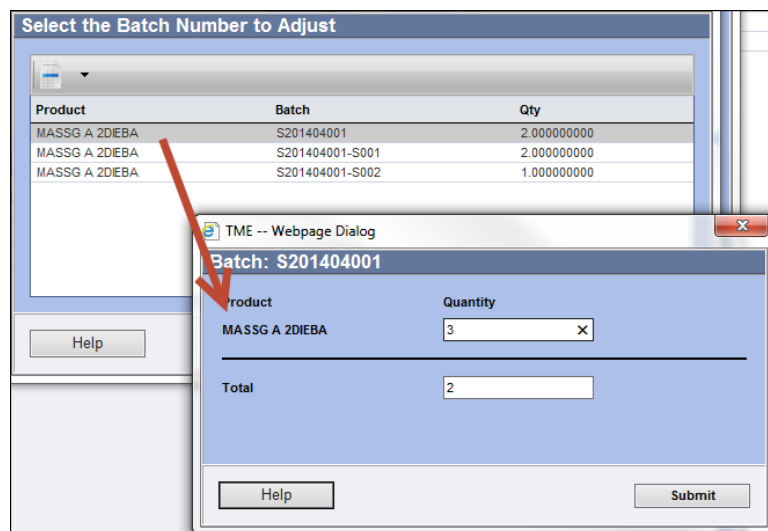 Select the Batch Number to Adjust
Product Batch Qty
MASSG A 2DIEBA S201404001 2.000000000
MASSG A 2DIEBA S201404001-S001 2.000000000
MASSG A 2DIEBA S201404001-S002 1.000000000
Help
TME -- Webpage Dialog
Batch: S201404001
Product Quantity
MASSG A 2DIEBA 3
Total 2
Help Submit